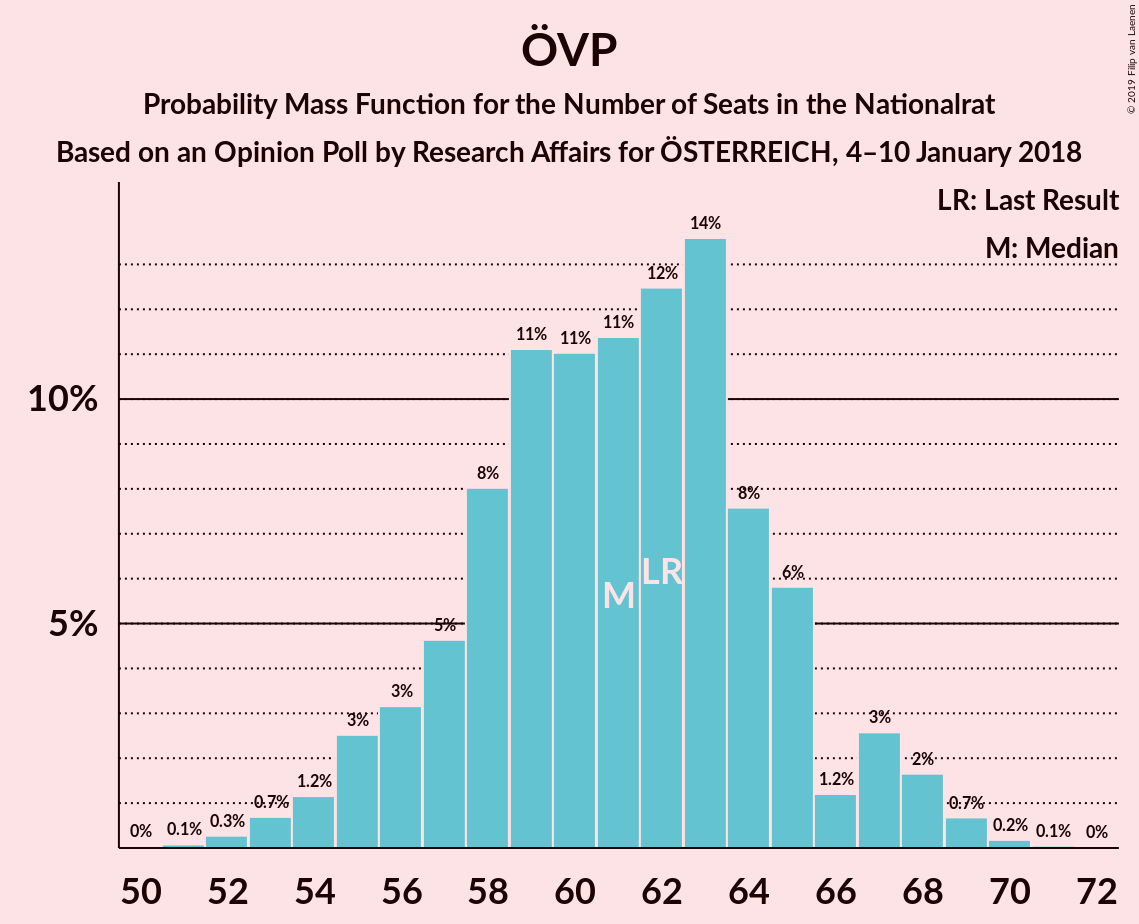 ÖVP
Probability Mass Function for the Number of Seats in the Nationalrat
Based on an Opinion Poll by Research Affairs for ÖSTERREICH, 4–10 January 2018
© 2019 Filip van Laenen
LR: Last Result
M: Median
14%
12%
11%
11%
11%
10%
8%
8%
6%
LR
M
5%
5%
3%
3%
3%
2%
1.2%
1.2%
0.7%
0.7%
0.3%
0.2%
0% 0.1%
0.1% 0%
50 52 54 56 58 60 62 64 66 68 70 72